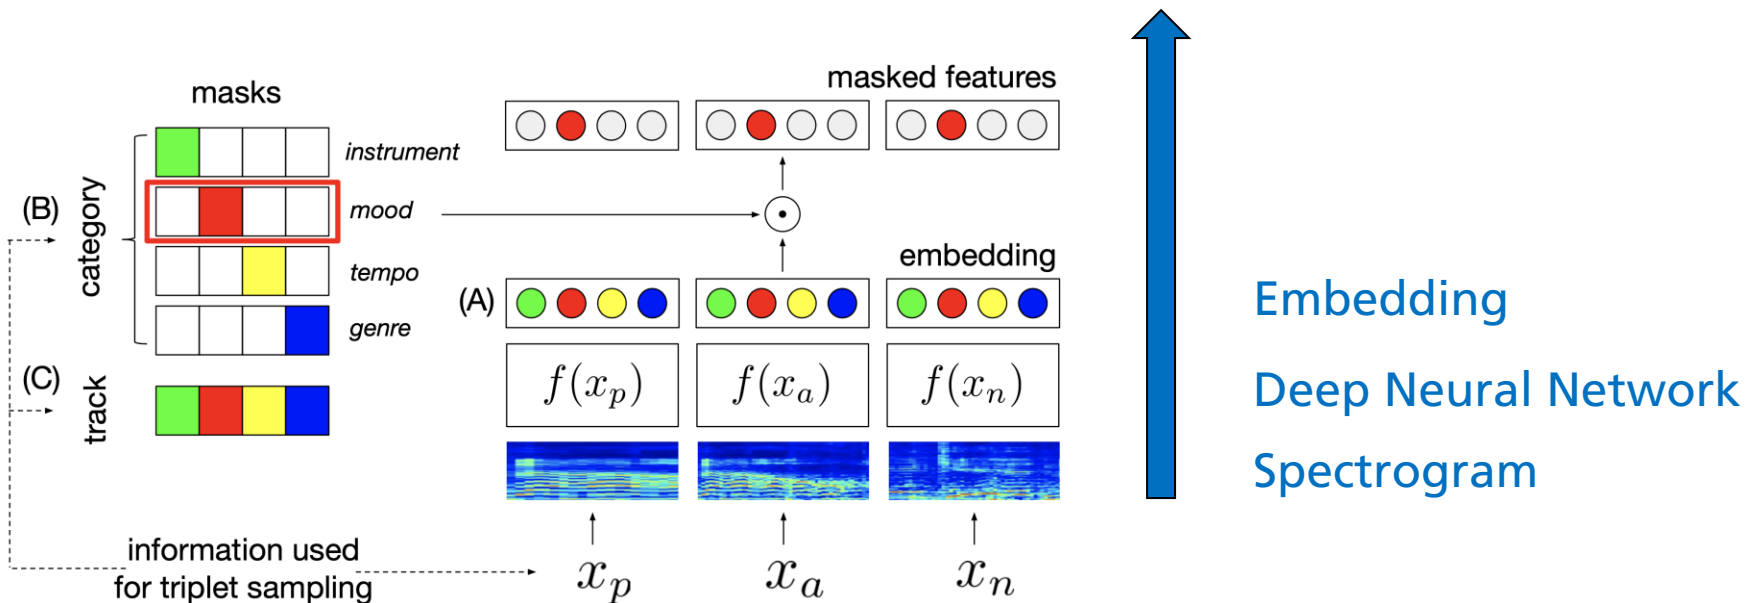 masks
masked features
instrument
(B)
category
mood
tempo
genre
embedding
(A)
(C)
track
f(x_p)
f(x_a)
f(x_n)
information used
for triplet sampling
x_p
x_a
x_n
Embedding
Deep Neural Network
Spectrogram